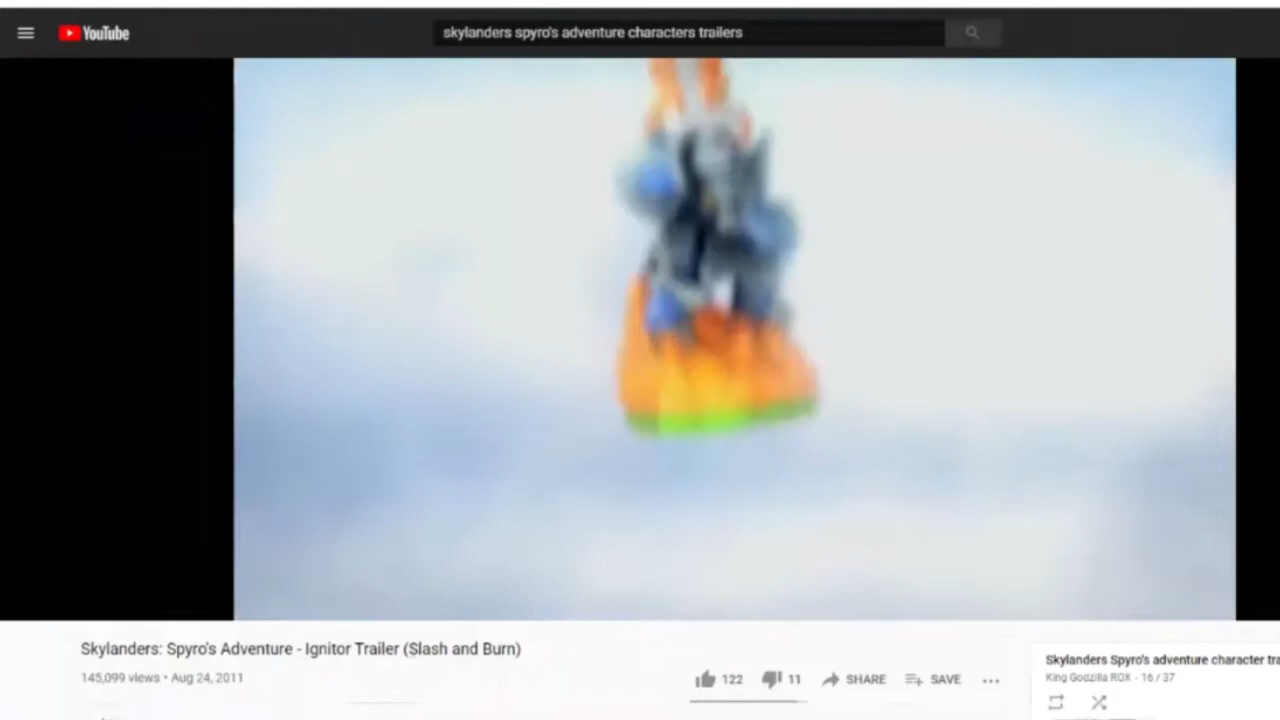 YouTube
skylanders spyro's adventure characters trailers
Skylanders: Spyro's Adventure - Ignitor Trailer (Slash and Burn)
145,099 views • Aug 24, 2011
122
11
SHARE
SAVE
Skylanders Spyro's adventure character tra
King Godzilla ROX - 16 / 37